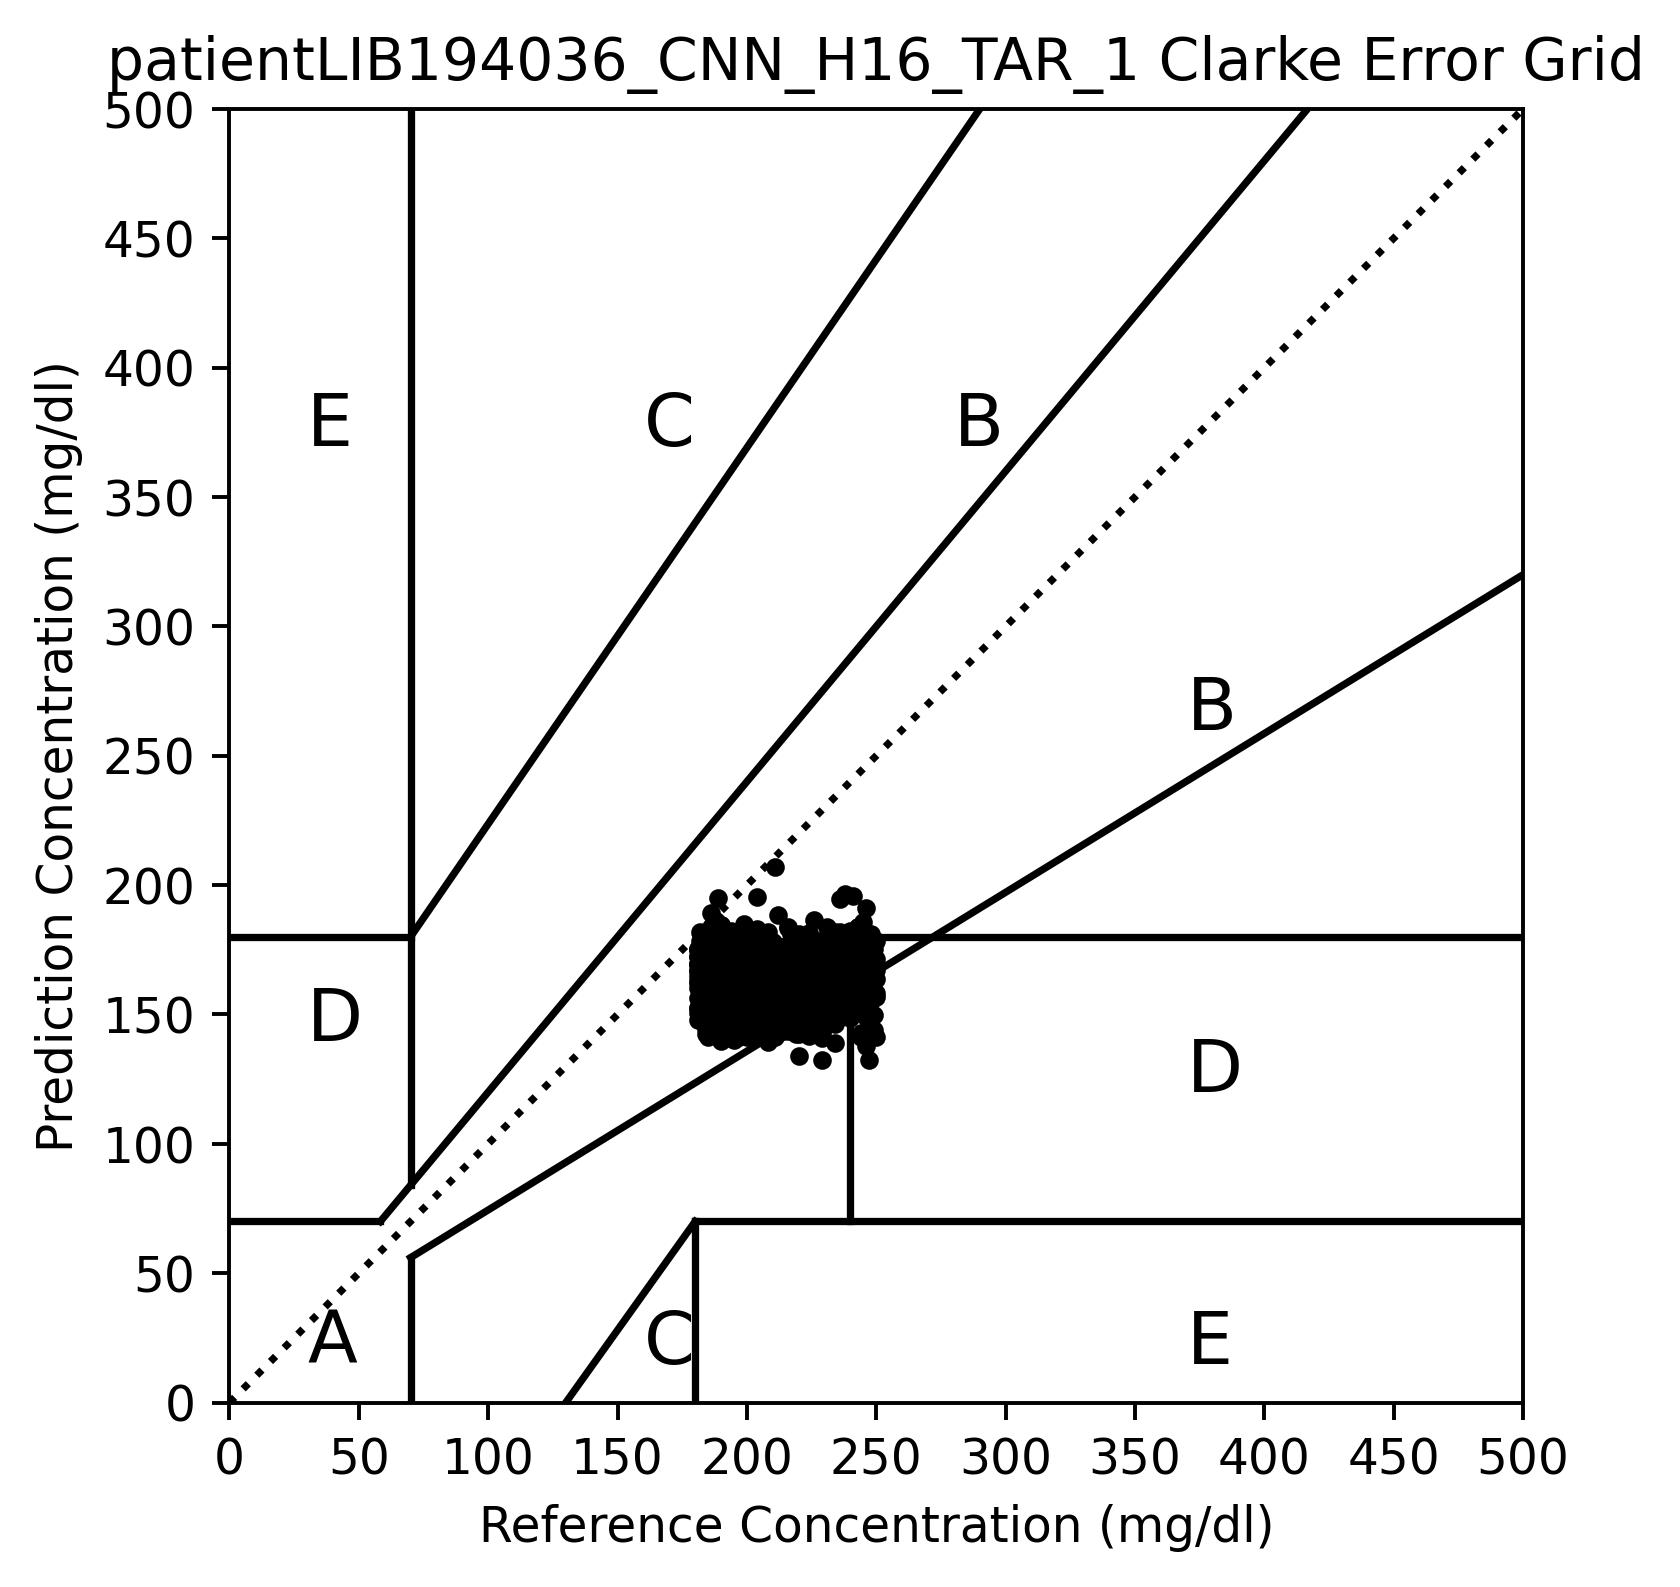 patientLIB194036_CNN_H16_TAR_1 Clarke Error Grid
500
450
400
350
300
250
200
150
100
50
0
Prediction Concentration (mg/dl)
E
C
B
B
D
D
A
C
E
0 50 100 150 200 250 300 350 400 450 500
Reference Concentration (mg/dl)